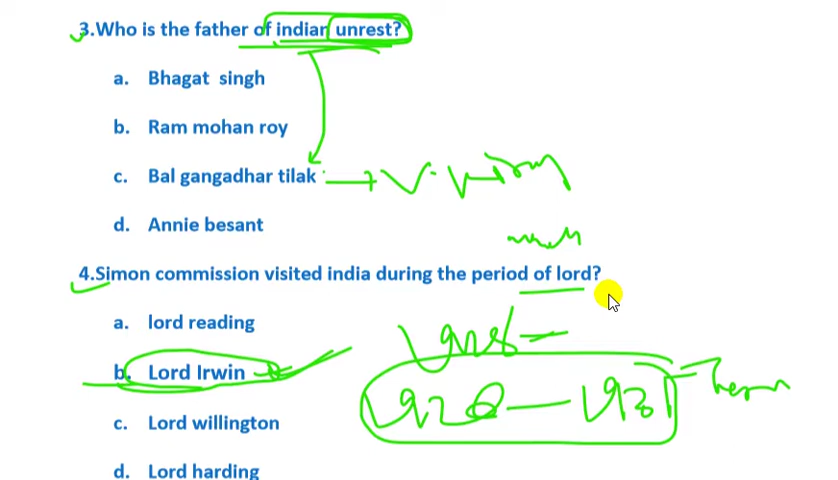 3.Who is the father of indian unrest?
a. Bhagat singh
b. Ram mohan roy
c. Bal gangadhar tilak
d. Annie besant
4.Simon commission visited india during the period of lord?
a. lord reading
b. Lord Irwin
1928
c. Lord willington
1926 — 1931
d. Lord harding